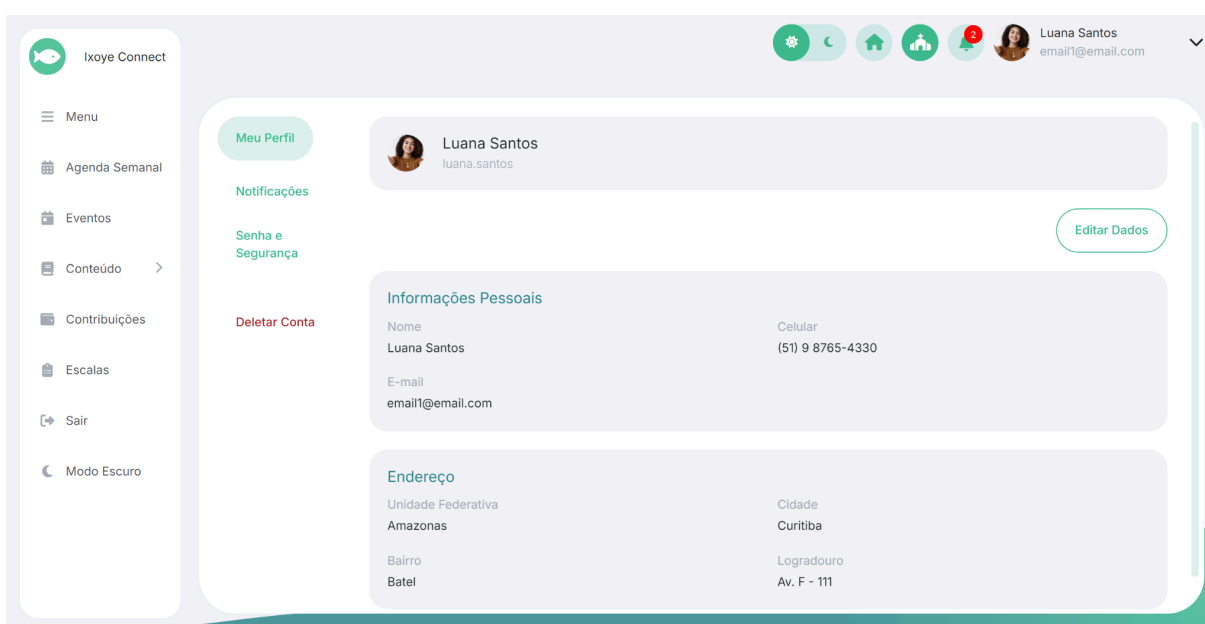 Ixoye Connect
2
Luana Santos
email1@email.com
Menu
Agenda Semanal
Eventos
Conteúdo
Contribuições
Escalas
Sair
Modo Escuro
Meu Perfil
Notificações
Senha e
Segurança
Deletar Conta
Luana Santos
luana.santos
Editar Dados
Informações Pessoais
Nome
Celular
Luana Santos
(51) 9 8765-4330
E-mail
email1@email.com
Endereço
Unidade Federativa
Cidade
Amazonas
Curitiba
Bairro
Logradouro
Batel
Av. F - 111